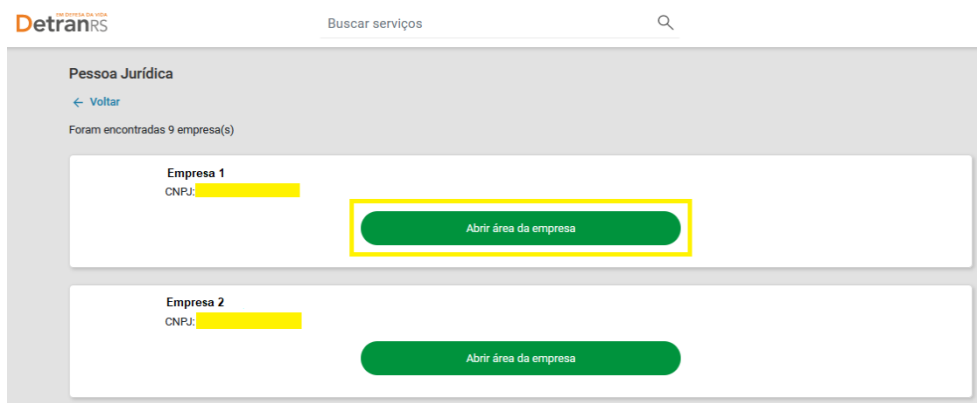 EM DEFESA DA VIDA
DetranRS
Buscar serviços
Pessoa Jurídica
← Voltar
Foram encontradas 9 empresa(s)
Empresa 1
CNPJ:
Abrir área da empresa
Empresa 2
CNPJ:
Abrir área da empresa